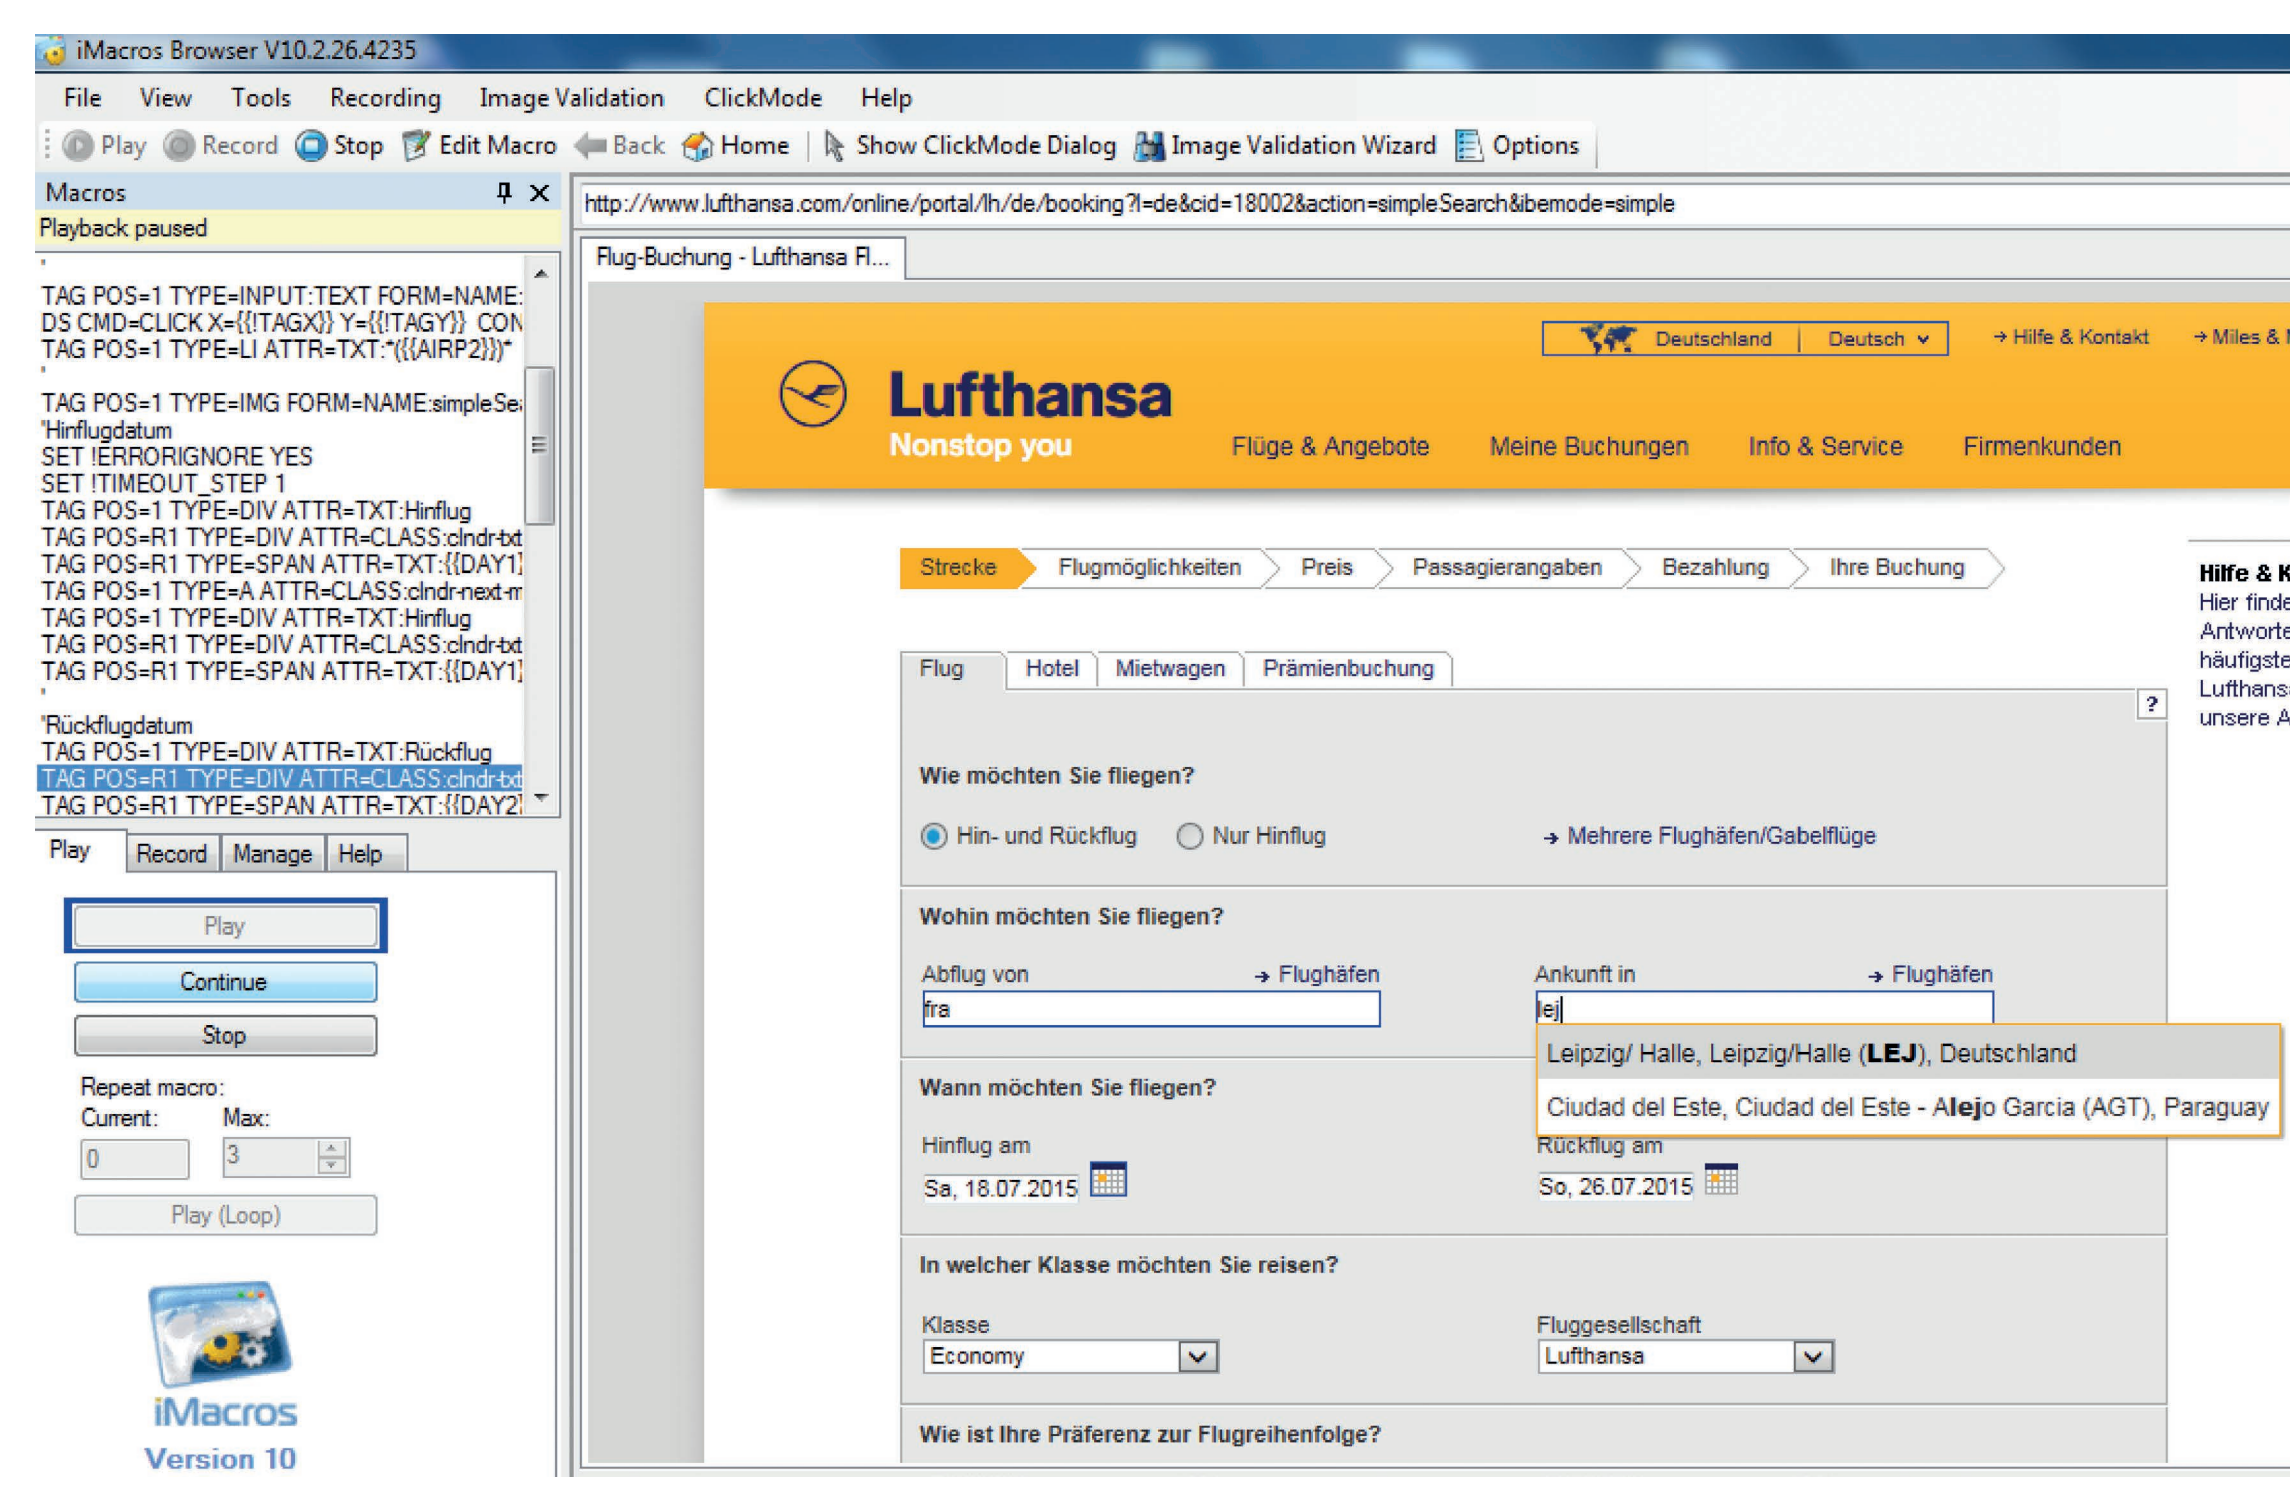 iMacros Browser V10.2.26.4235
File View Tools Recording Image Validation ClickMode Help
Play Record Stop Edit Macro Back Home Show ClickMode Dialog Image Validation Wizard Options
Macros
Playback paused
'
TAG POS=1 TYPE=INPUT:TEXT FORM=NAME:
DS CMD=CLICK X={{!TAGX}} Y={{!TAGY}} CON
TAG POS=1 TYPE=LI ATTR=TXT:*({{AIRP2}})*
'
TAG POS=1 TYPE=IMG FORM=NAME:simpleSea
'Hinflugdatum
SET !ERRORIGNORE YES
SET !TIMEOUT_STEP 1
TAG POS=1 TYPE=DIV ATTR=TXT:Hinflug
TAG POS=R1 TYPE=DIV ATTR=CLASS:clndr-txt
TAG POS=R1 TYPE=SPAN ATTR=TXT:{{DAY1}
TAG POS=1 TYPE=A ATTR=CLASS:clndr-next-m
TAG POS=1 TYPE=DIV ATTR=TXT:Hinflug
TAG POS=R1 TYPE=DIV ATTR=CLASS:clndr-txt
TAG POS=R1 TYPE=SPAN ATTR=TXT:{{DAY1}
'
'Rückflugdatum
TAG POS=1 TYPE=DIV ATTR=TXT:Rückflug
TAG POS=R1 TYPE=DIV ATTR=CLASS:clndr-txt
TAG POS=R1 TYPE=SPAN ATTR=TXT:{{DAY2}
Play Record Manage Help
Play
Continue
Stop
Repeat macro:
Current: Max:
0 3
Play (Loop)
iMacros
Version 10
http://www.lufthansa.com/online/portal/lh/de/booking?l=de&cid=18002&action=simpleSearch&ibemode=simple
Flug-Buchung - Lufthansa Fl...
Deutschland Deutsch → Hilfe & Kontakt → Miles &
Lufthansa
Nonstop you
Flüge & Angebote Meine Buchungen Info & Service Firmenkunden
Strecke Flugmöglichkeiten Preis Passagierangaben Bezahlung Ihre Buchung
Flug Hotel Mietwagen Prämienbuchung
?
Wie möchten Sie fliegen?
Hin- und Rückflug Nur Hinflug → Mehrere Flughäfen/Gabelflüge
Wohin möchten Sie fliegen?
Abflug von → Flughäfen Ankunft in → Flughäfen
fra lej
Leipzig/ Halle, Leipzig/Halle (LEJ), Deutschland
Ciudad del Este, Ciudad del Este - Alejo Garcia (AGT), Paraguay
Wann möchten Sie fliegen?
Hinflug am Rückflug am
Sa, 18.07.2015 So, 26.07.2015
In welcher Klasse möchten Sie reisen?
Klasse Fluggesellschaft
Economy Lufthansa
Wie ist Ihre Präferenz zur Flugreihenfolge?
Hilfe & K
Hier finde
Antworte
häufigste
Lufthansa
unsere A